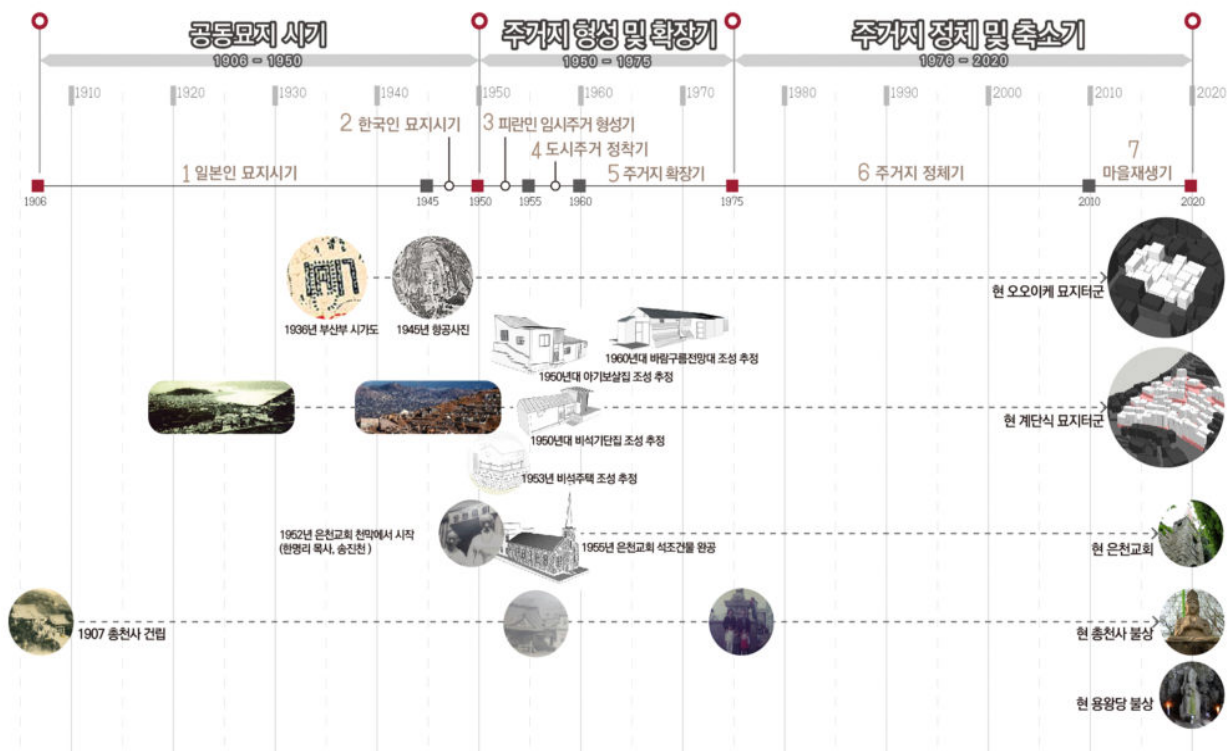 공동묘지 시기
1906 - 1950
주거지 형성 및 확장기
1950 - 1975
주거지 정체 및 축소기
1976 - 2020
1910
1920
1930
1940
1950
1960
1970
1980
1990
2000
2010
2020
1 일본인 묘지시기
2 한국인 묘지시기
3 피란민 임시주거 형성기
4 도시주거 정착기
5 주거지 확장기
6 주거지 정체기
7
마을재생기
1906
1945
1950
1955
1960
1975
2010
2020
1936년 부산부 시가도
1945년 항공사진
현 오오이케 묘지터군
1960년대 바람구름전망대 조성 추정
1950년대 아기보살집 조성 추정
현 계단식 묘지터군
1950년대 비석기단집 조성 추정
1953년 비석주택 조성 추정
1952년 은천교회 천막에서 시작
(한명리 목사, 송진천 )
1955년 은천교회 석조건물 완공
현 은천교회
1907 총천사 건립
현 총천사 불상
현 용왕당 불상